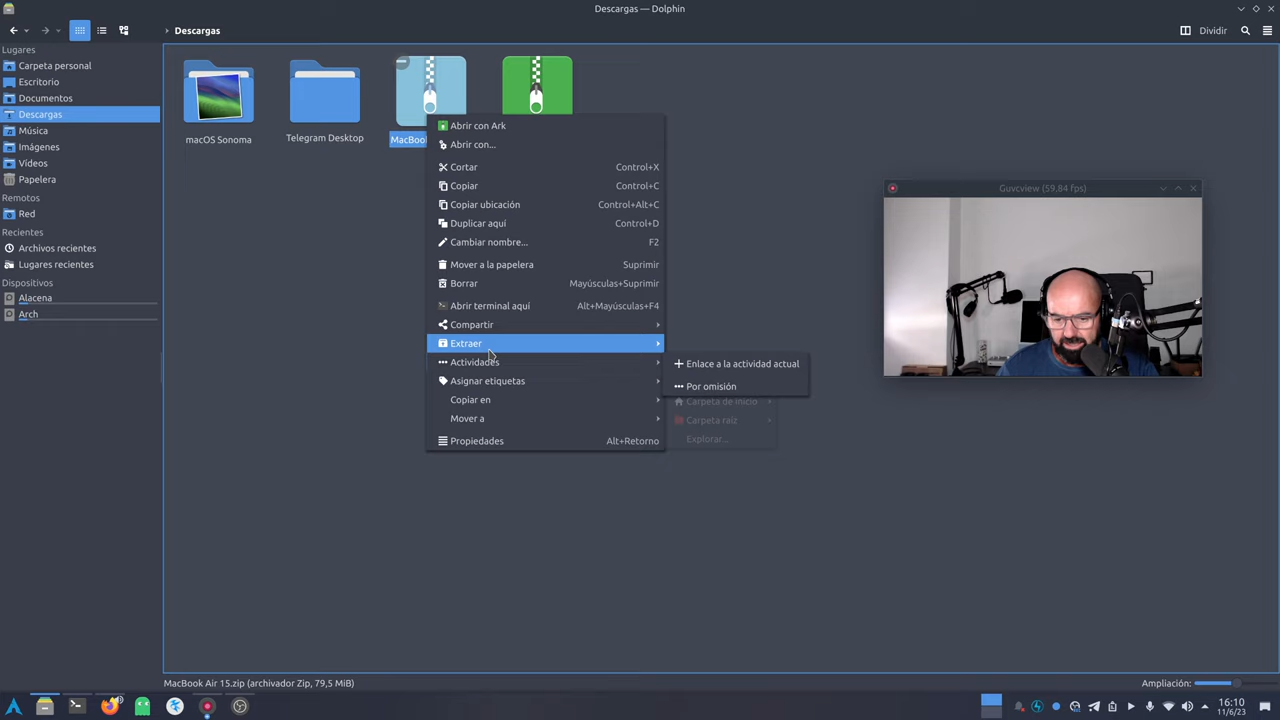 Descargas — Dolphin
Descargas
Dividir
Lugares
Carpeta personal
Escritorio
Documentos
Descargas
Música
Imágenes
Vídeos
Papelera
Remotos
Red
Recientes
Archivos recientes
Lugares recientes
Dispositivos
Alacena
Arch
macOS Sonoma
Telegram Desktop
MacBook
Abrir con Ark
Abrir con...
Cortar Control+X
Copiar Control+C
Copiar ubicación Control+Alt+C
Duplicar aquí Control+D
Cambiar nombre... F2
Mover a la papelera Suprimir
Borrar Mayúsculas+Suprimir
Abrir terminal aquí Alt+Mayúsculas+F4
Compartir
Extraer
Actividades
Asignar etiquetas
Copiar en
Mover a
Propiedades Alt+Retorno
Enlace a la actividad actual
Por omisión
Carpeta de inicio
Carpeta raíz
Explorar...
Guvcview (59,84 fps)
MacBook Air 15.zip (archivador Zip, 79,5 MiB)
Ampliación:
16:10
11/6/23